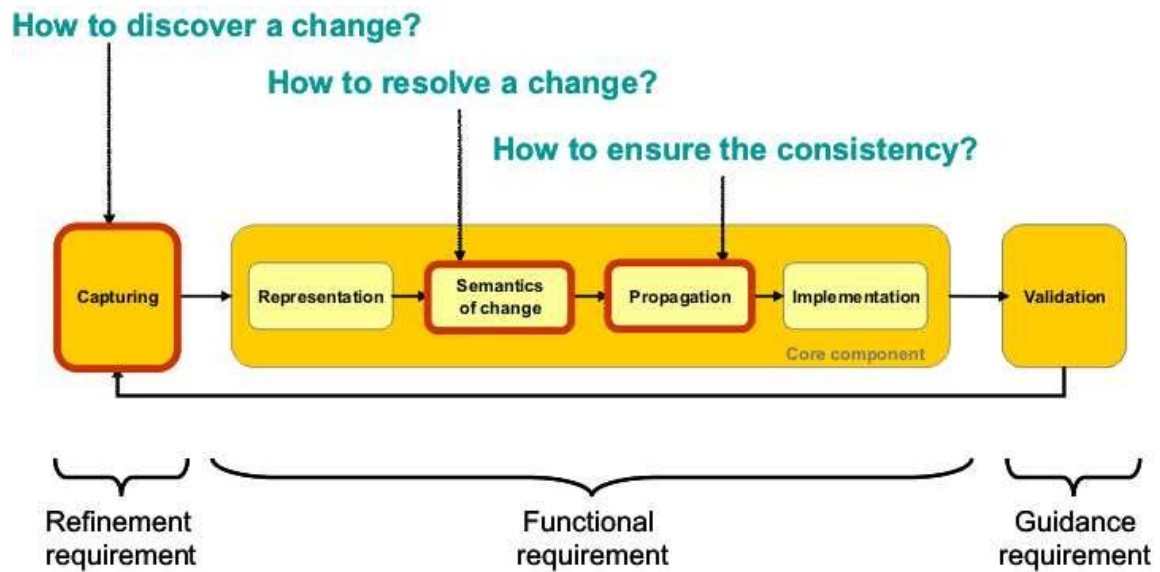 How to discover a change?
How to resolve a change?
How to ensure the consistency?
Capturing
Representation
Semantics
of change
Propagation
Implementation
Validation
Core component
Refinement
requirement
Functional
requirement
Guidance
requirement